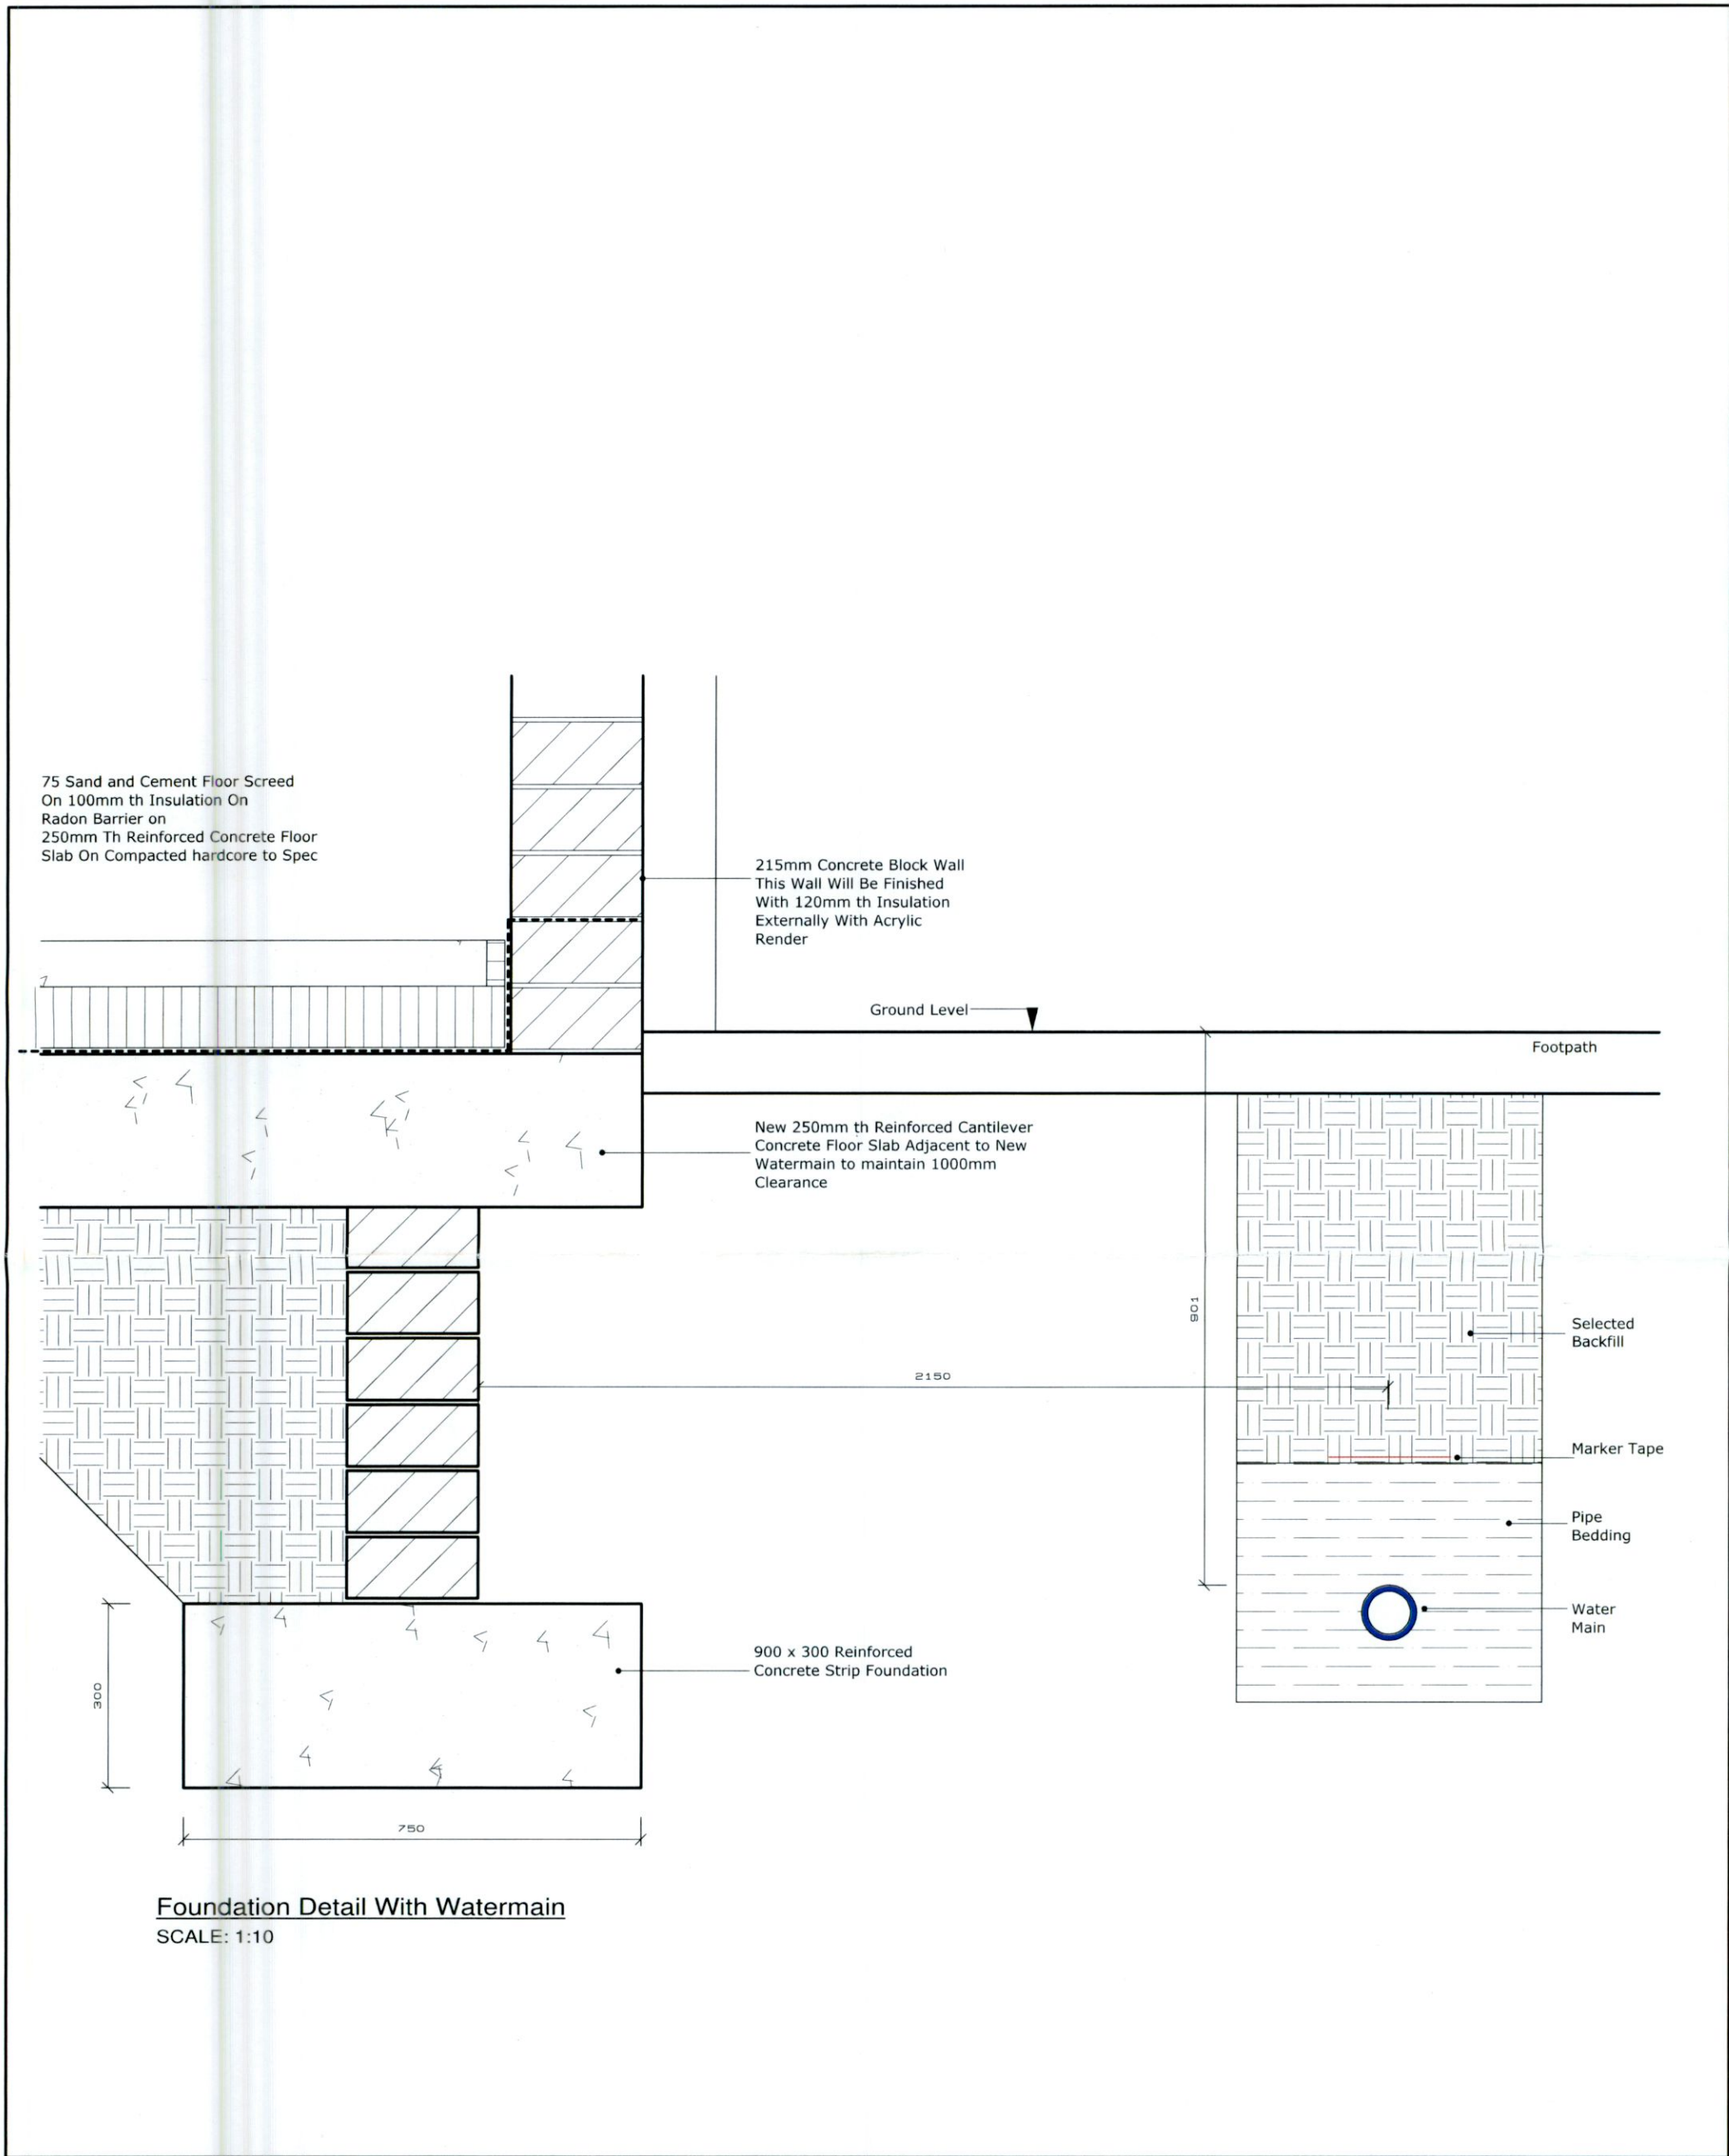 75 Sand and Cement Floor Screed
On 100mm th Insulation On
Radon Barrier on
250mm Th Reinforced Concrete Floor
Slab On Compacted hardcore to Spec
215mm Concrete Block Wall
This Wall Will Be Finished
With 120mm th Insulation
Externally With Acrylic
Render
Ground Level
Footpath
New 250mm th Reinforced Cantilever
Concrete Floor Slab Adjacent to New
Watermain to maintain 1000mm
Clearance
901
Selected
Backfill
2150
Marker Tape
Pipe
Bedding
Water
Main
900 x 300 Reinforced
Concrete Strip Foundation
300
750
Foundation Detail With Watermain
SCALE: 1:10